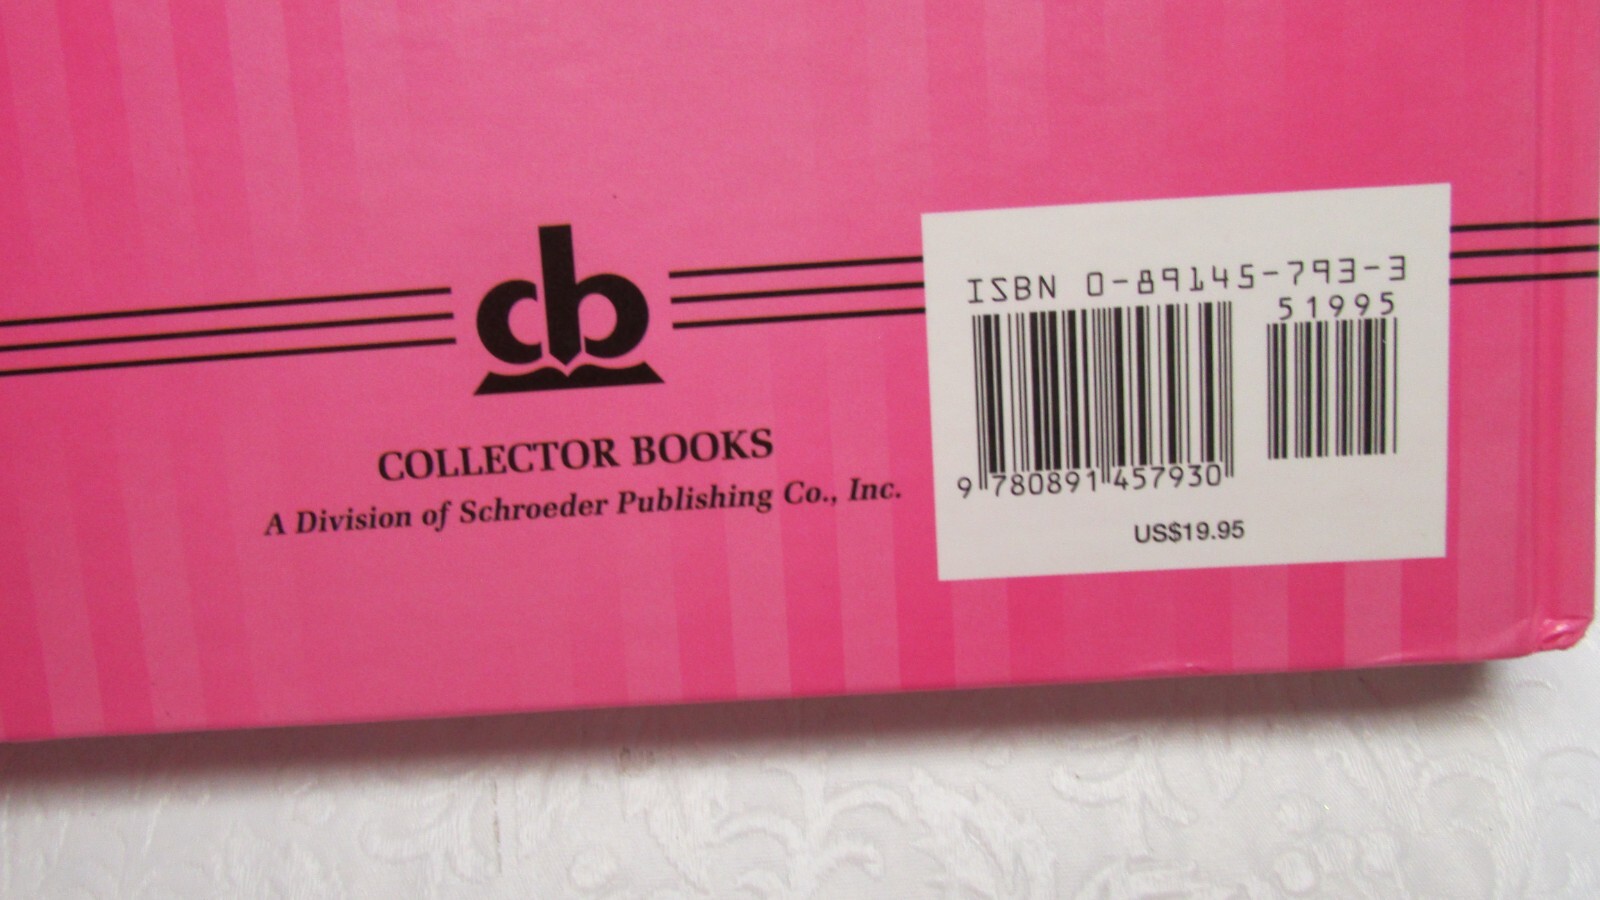 cb
COLLECTOR BOOKS
A Division of Schroeder Publishing Co., Inc.
ISBN 0-89145-793-3
51995
9 780891 457930
US$19.95